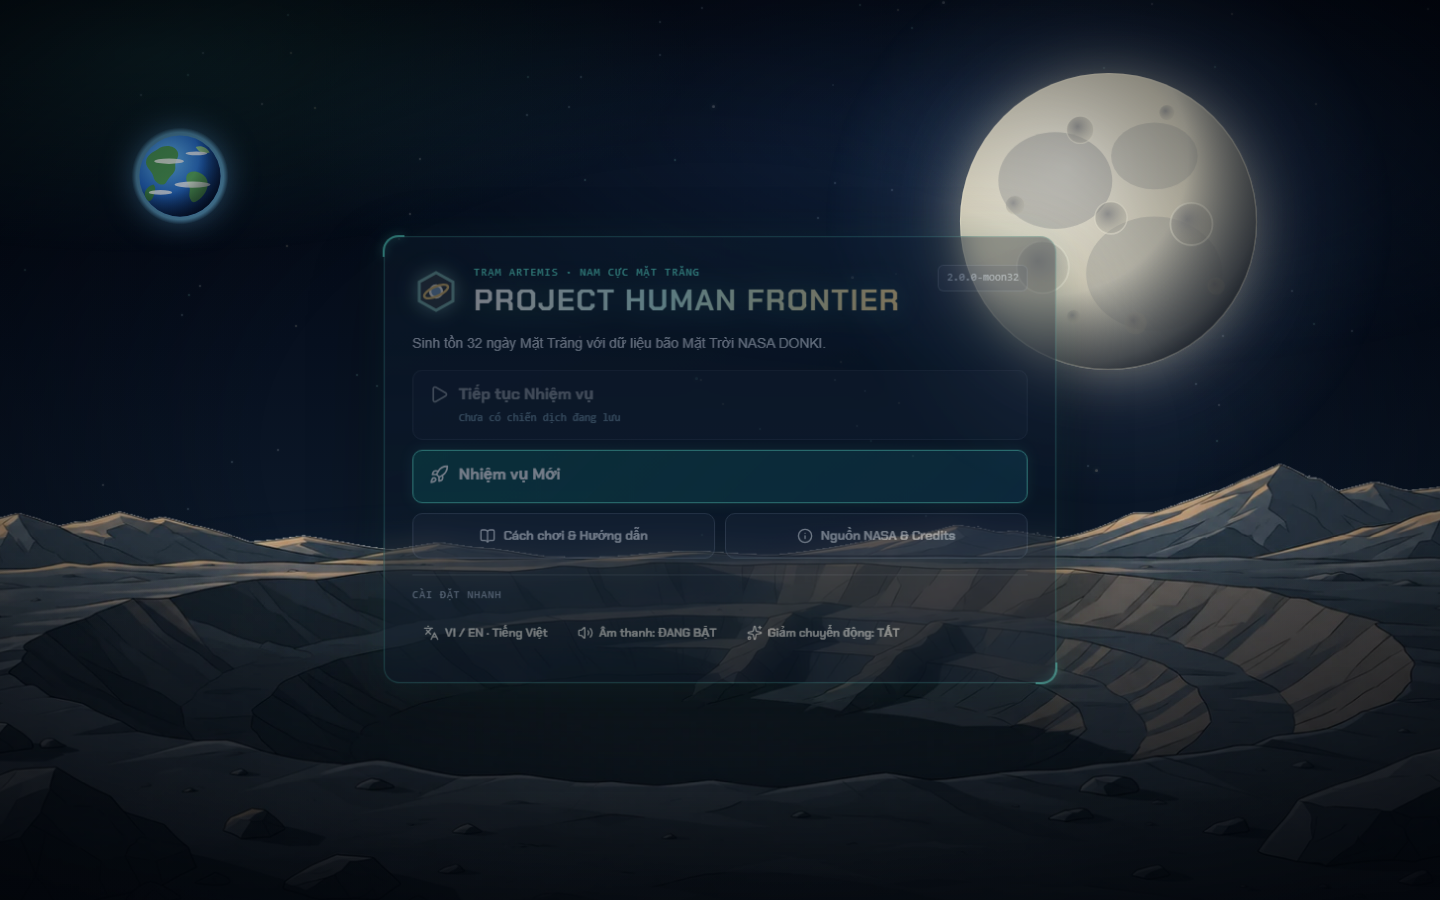 TRẠM ARTEMIS · NAM CỰC MẶT TRĂNG
PROJECT HUMAN FRONTIER
2.0.0-moon32
Sinh tồn 32 ngày Mặt Trăng với dữ liệu bão Mặt Trời NASA DONKI.
Tiếp tục Nhiệm vụ
Chưa có chiến dịch đang lưu
Nhiệm vụ Mới
Cách chơi & Hướng dẫn
Nguồn NASA & Credits
CÀI ĐẶT NHANH
VI / EN · Tiếng Việt
Âm thanh: ĐANG BẬT
Giảm chuyển động: TẮT